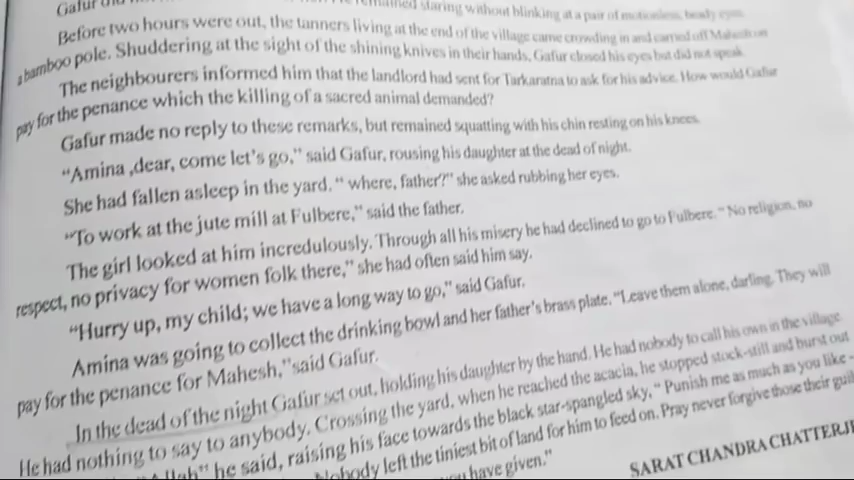 Gafur did staring without blinking at a pair of motionless, beady eyes.
Before two hours were out, the tanners living at the end of the village came crowding in and carried off Mahesh on
a bamboo pole. Shuddering at the sight of the shining knives in their hands, Gafur closed his eyes but did not speak.
The neighbourers informed him that the landlord had sent for Tarkaratna to ask for his advice. How would Gafur
pay for the penance which the killing of a sacred animal demanded?
Gafur made no reply to these remarks, but remained squatting with his chin resting on his knees.
“Amina ,dear, come let’s go,” said Gafur, rousing his daughter at the dead of night.
She had fallen asleep in the yard. “ where, father?” she asked rubbing her eyes.
“To work at the jute mill at Fulbere,” said the father.
The girl looked at him incredulously. Through all his misery he had declined to go to Fulbere. “ No religion, no
respect, no privacy for women folk there,” she had often said him say.
“Hurry up, my child; we have a long way to go,” said Gafur.
Amina was going to collect the drinking bowl and her father’s brass plate. “Leave them alone, darling. They will
pay for the penance for Mahesh,”said Gafur.
In the dead of the night Gafur set out, holding his daughter by the hand. He had nobody to call his own in the village.
He had nothing to say to anybody. Crossing the yard, when he reached the acacia, he stopped stock-still and burst out
he said, raising his face towards the black star-spangled sky, “ Punish me as much as you like –
Nobody left the tiniest bit of land for him to feed on. Pray never forgive those their guilt
you have given.”
SARAT CHANDRA CHATTERJE